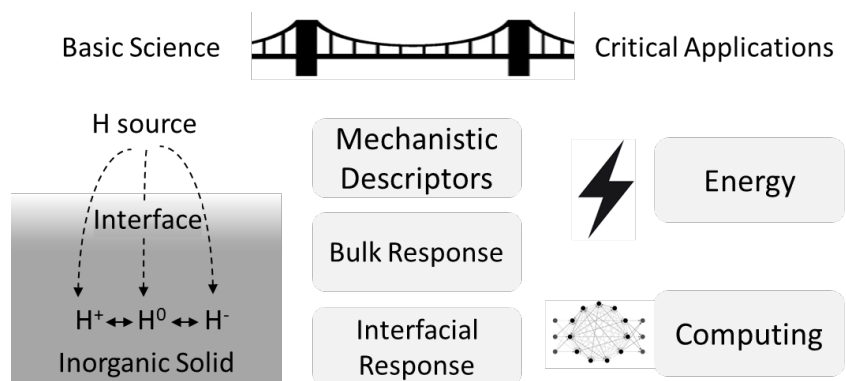 Basic Science
Critical Applications
H source
Interface
H⁺ ↔ H⁰ ↔ H⁻
Inorganic Solid
Mechanistic
Descriptors
Bulk Response
Interfacial
Response
Energy
Computing